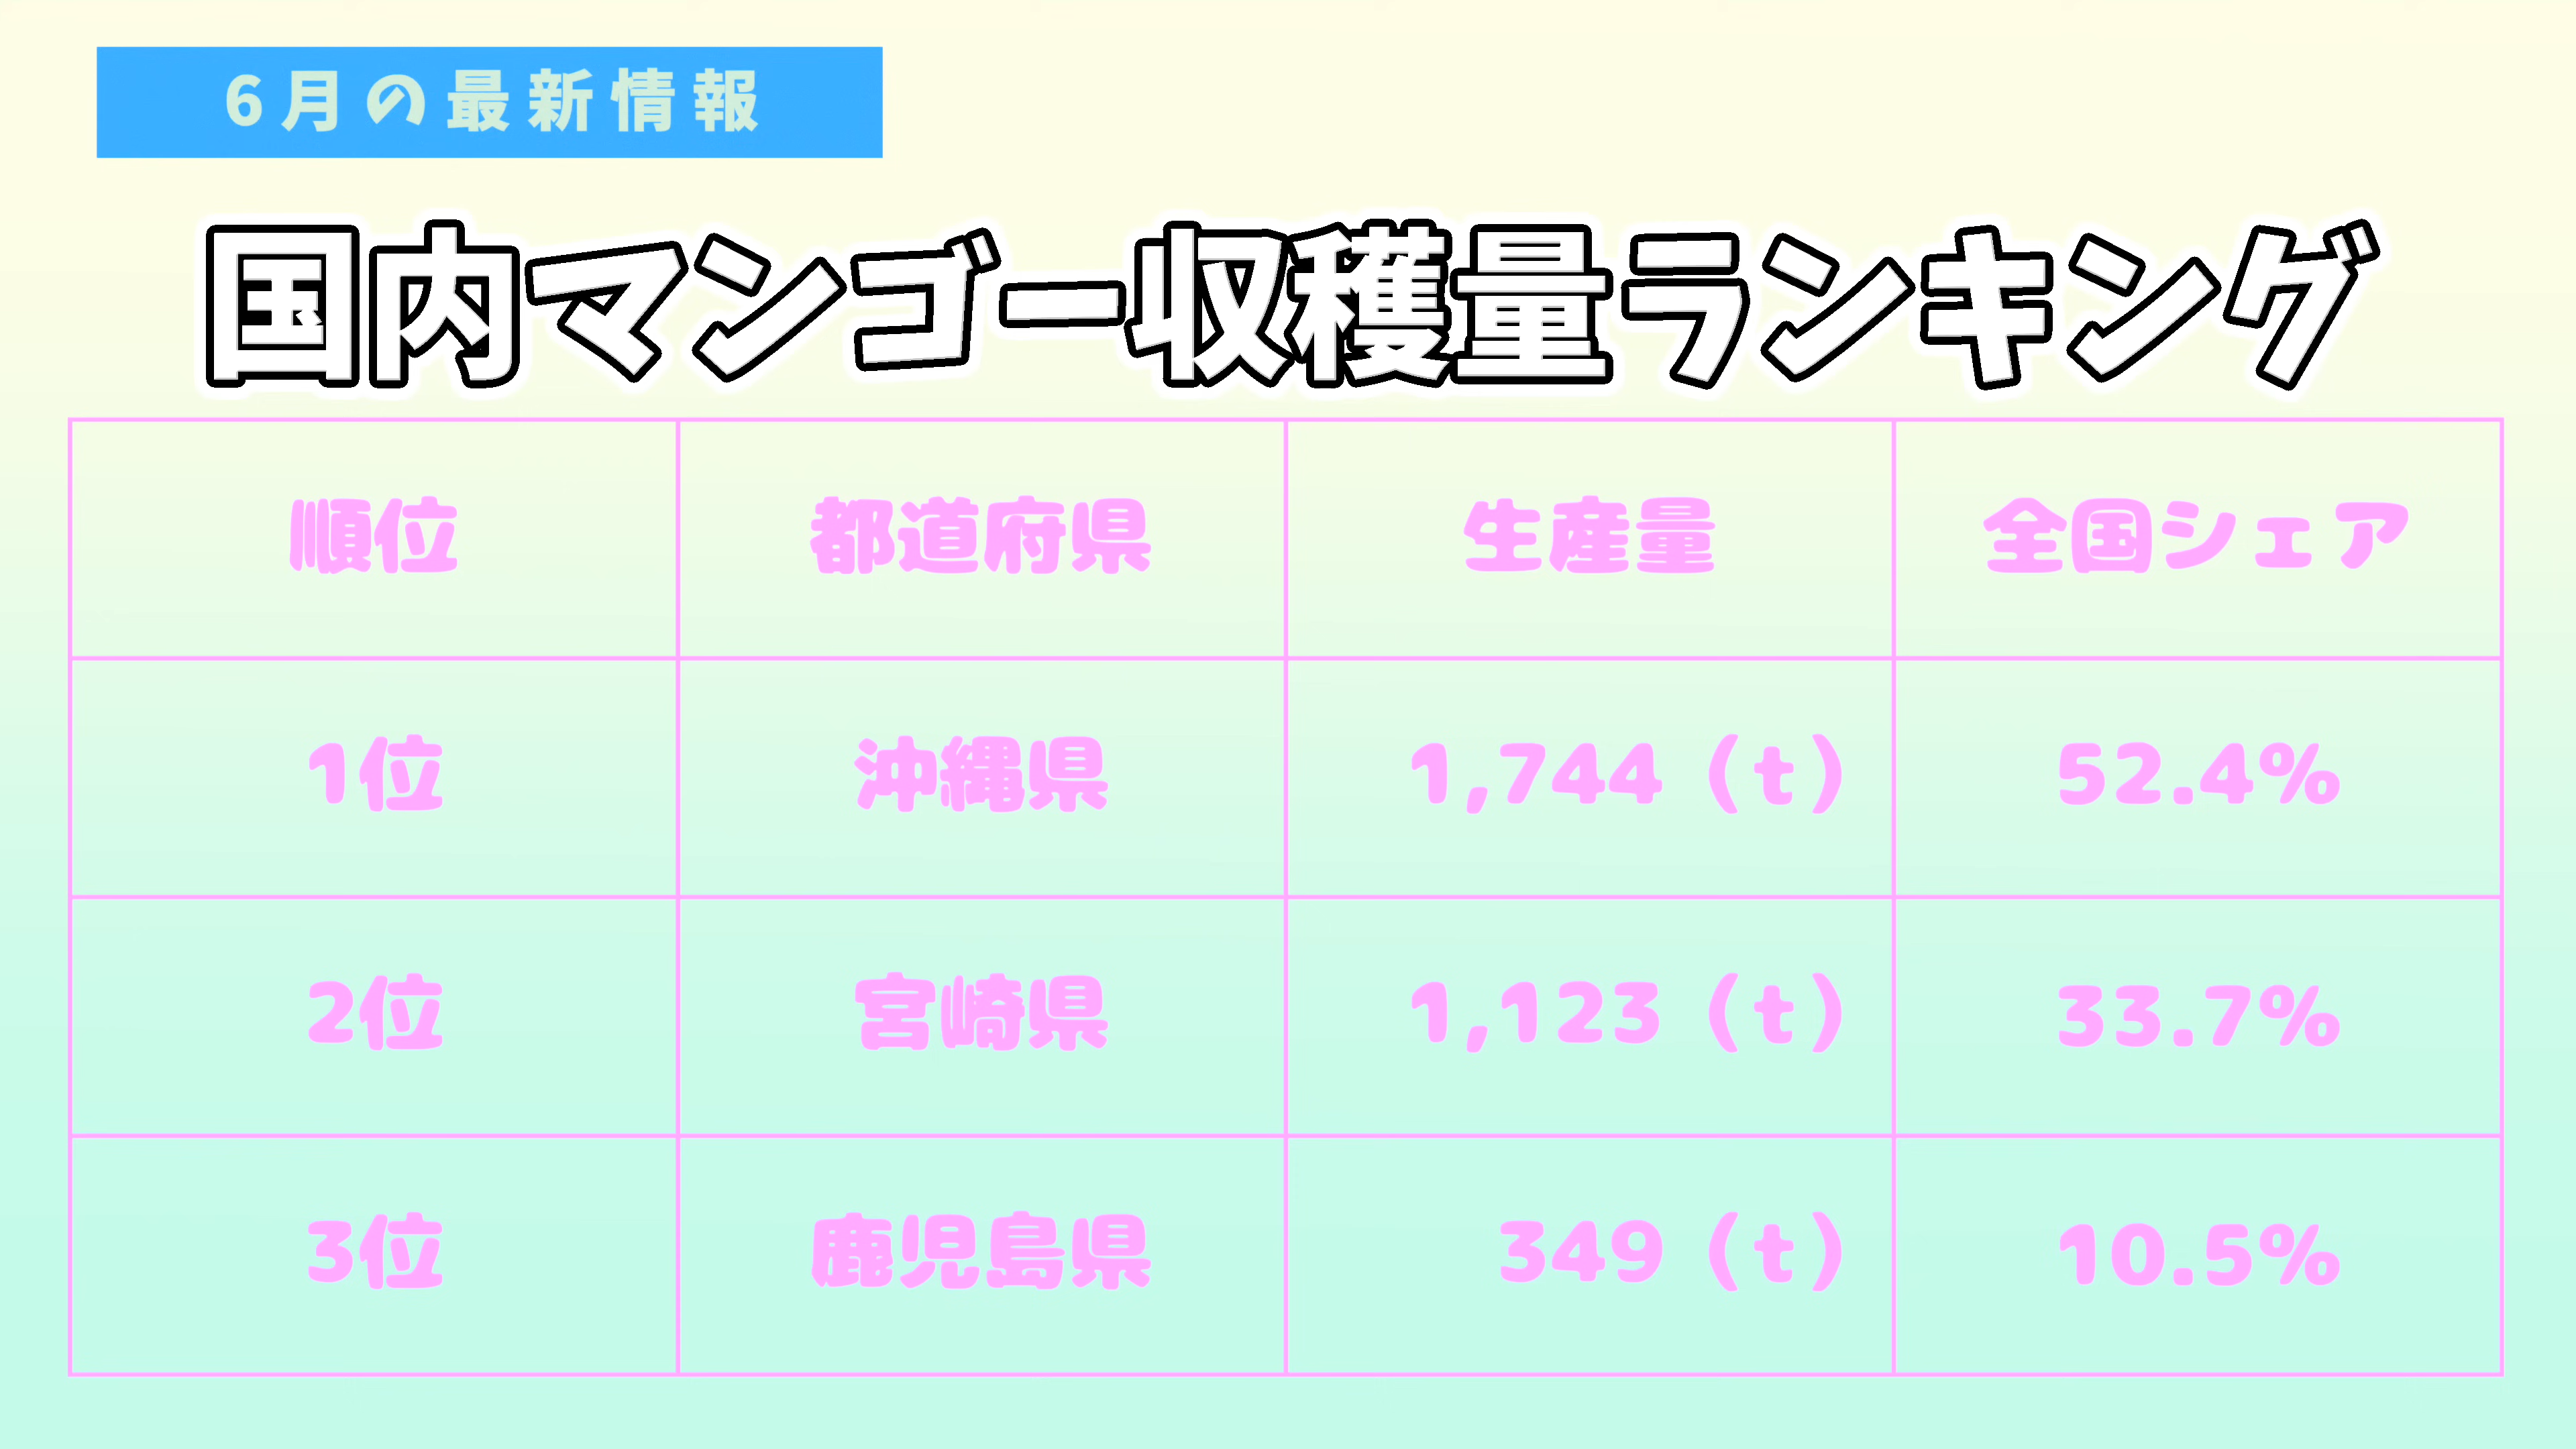 6月の最新情報
国内マンゴー収穫量ランキング
順位 都道府県 生産量 全国シェア
1位 沖縄県 1,744（t） 52.4%
2位 宮崎県 1,123（t） 33.7%
3位 鹿児島県 349（t） 10.5%